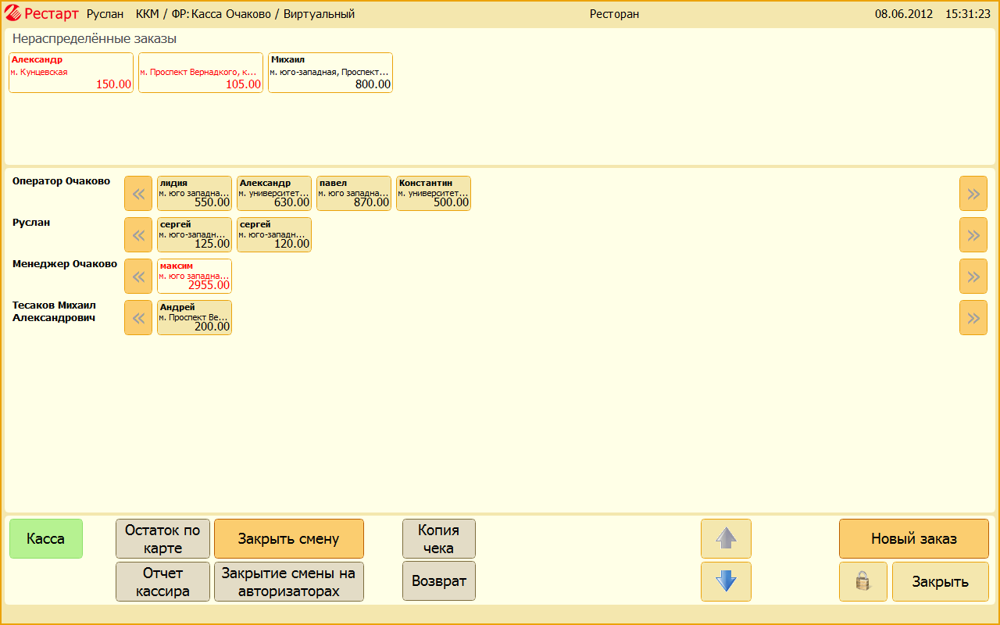 Рестарт Руслан ККМ / ФР: Касса Очаково / Виртуальный Ресторан 08.06.2012 15:31:23
Нераспределённые заказы
Александр
м. Кунцевская
150.00
м. Проспект Вернадкого, к...
105.00
Михаил
м. юго-западная, Проспект...
800.00
Оператор Очаково
«
лидия
м. юго западна...
550.00
Александр
м. университет...
630.00
павел
м. юго западна...
870.00
Константин
м. университет...
500.00
»
Руслан
«
сергей
м. юго-западн...
125.00
сергей
м. юго-западн...
120.00
»
Менеджер Очаково
«
максим
м. юго западна...
2955.00
»
Тесаков Михаил
Александрович
«
Андрей
м. Проспект Ве...
200.00
»
Касса
Остаток по
карте
Закрыть смену
Копия
чека
Новый заказ
Отчет
кассира
Закрытие смены на
авторизаторах
Возврат
Закрыть